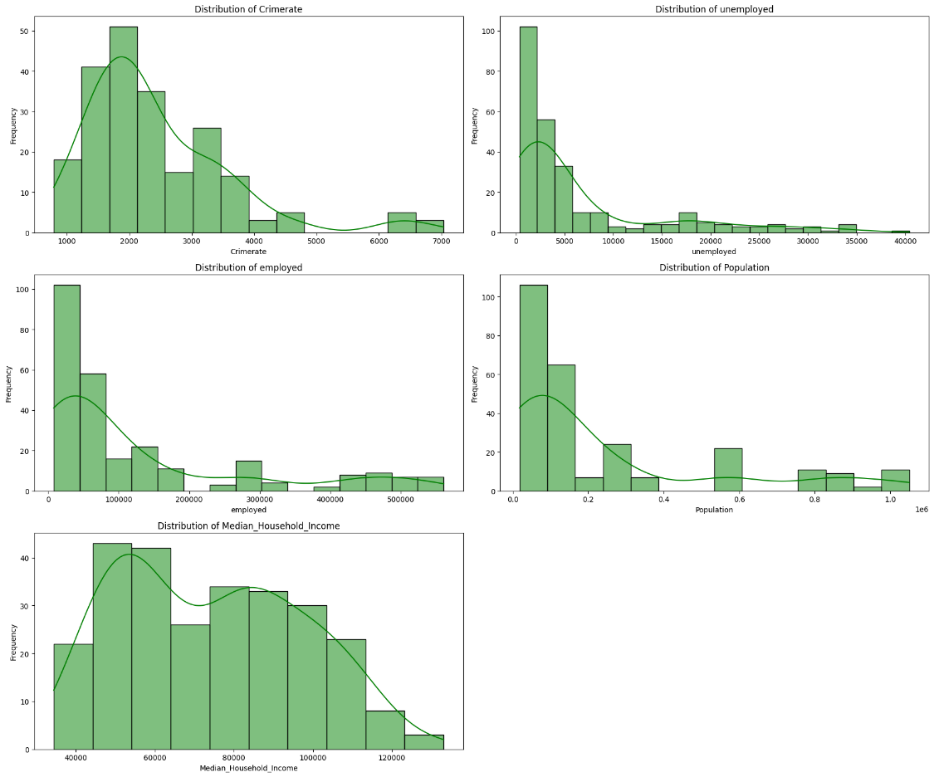 Distribution of Crimerate
Frequency
50
40
30
20
10
0
1000 2000 3000 4000 5000 6000 7000
Crimerate
Distribution of unemployed
Frequency
100
80
60
40
20
0
0 5000 10000 15000 20000 25000 30000 35000 40000
unemployed
Distribution of employed
Frequency
100
80
60
40
20
0
0 100000 200000 300000 400000 500000
employed
Distribution of Population
Frequency
100
80
60
40
20
0
0.0 0.2 0.4 0.6 0.8 1.0
1e6
Population
Distribution of Median_Household_Income
Frequency
40
30
20
10
0
40000 60000 80000 100000 120000
Median_Household_Income